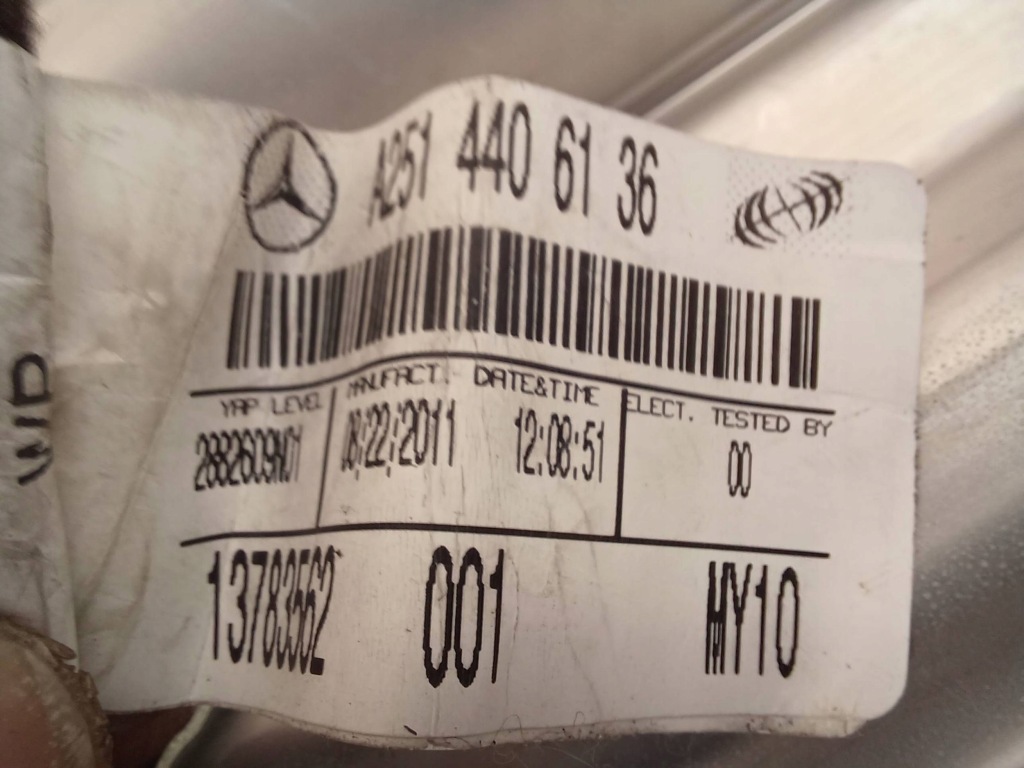 A251 440 61 36
YAP LEVEL MANUFACT. DATE&TIME ELECT. TESTED BY
2882609N01 08/22/2011 12:08:51 00
13783562 001 MY10